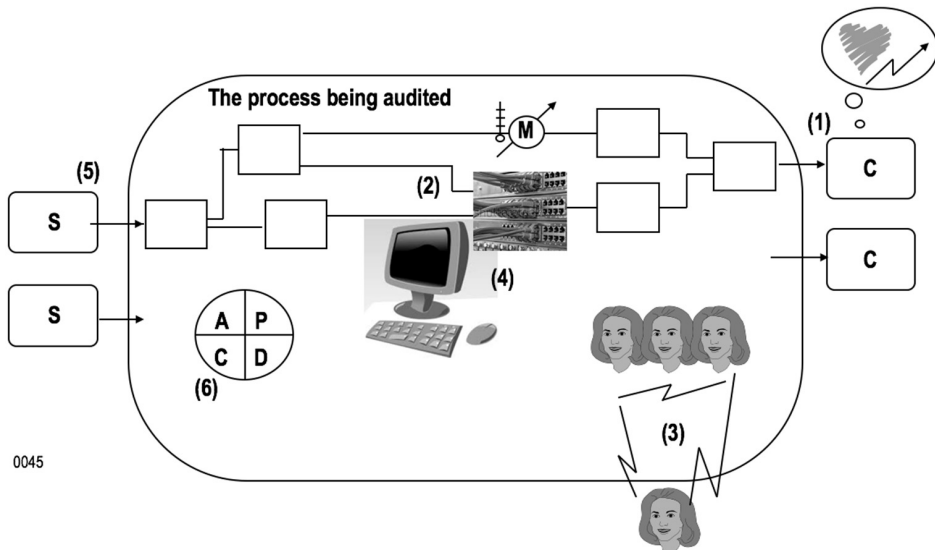 The process being audited
M
(1)
C
(5)
(2)
S
C
(4)
S
A P
C D
(6)
(3)
0045